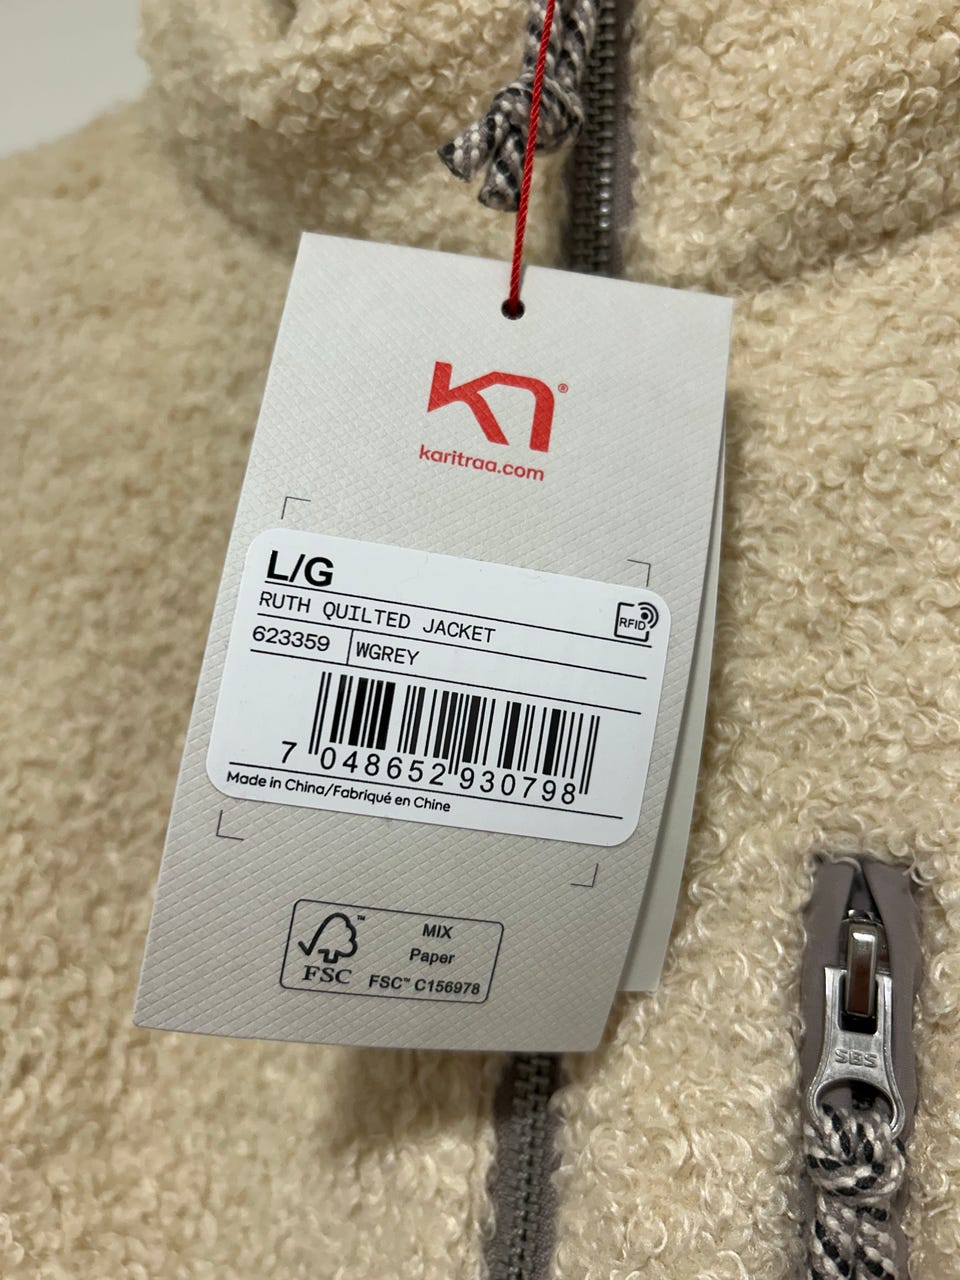 ®
karitraa.com
L/G
RFID
RUTH QUILTED JACKET
623359 WGREY
7 048652 930798
Made in China/Fabriqué en Chine
™
FSC
MIX
Paper
FSC™ C156978
SBS